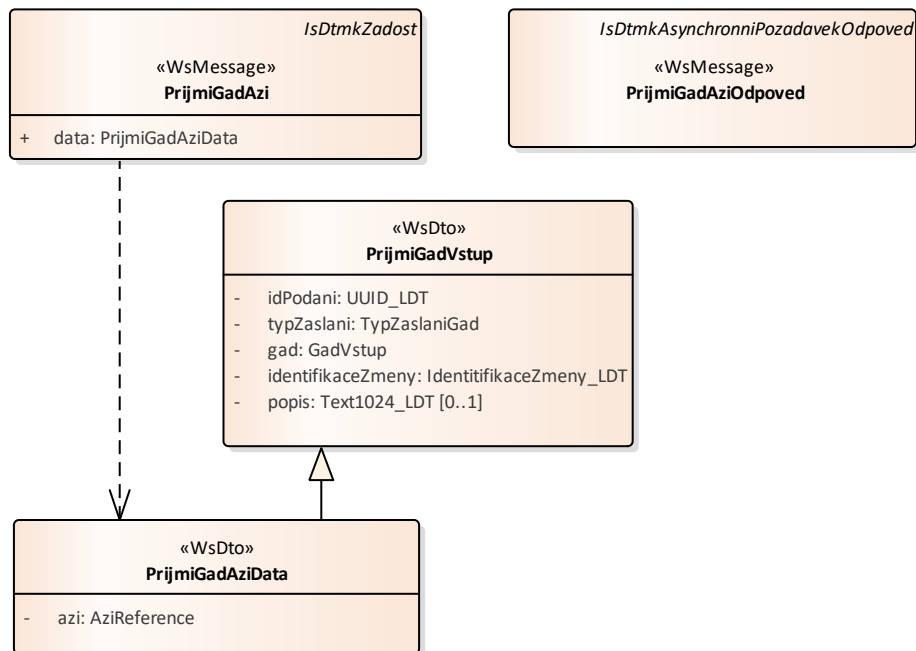 IsDtmkZadost
«WsMessage»
PrijmiGadAzi
+ data: PrijmiGadAziData
IsDtmkAsynchronniPozadavekOdpoved
«WsMessage»
PrijmiGadAziOdpoved
«WsDto»
PrijmiGadVstup
- idPodani: UUID_LDT
- typZaslani: TypZaslaniGad
- gad: GadVstup
- identifikaceZmeny: IdentitifikaceZmeny_LDT
- popis: Text1024_LDT [0..1]
«WsDto»
PrijmiGadAziData
- azi: AziReference